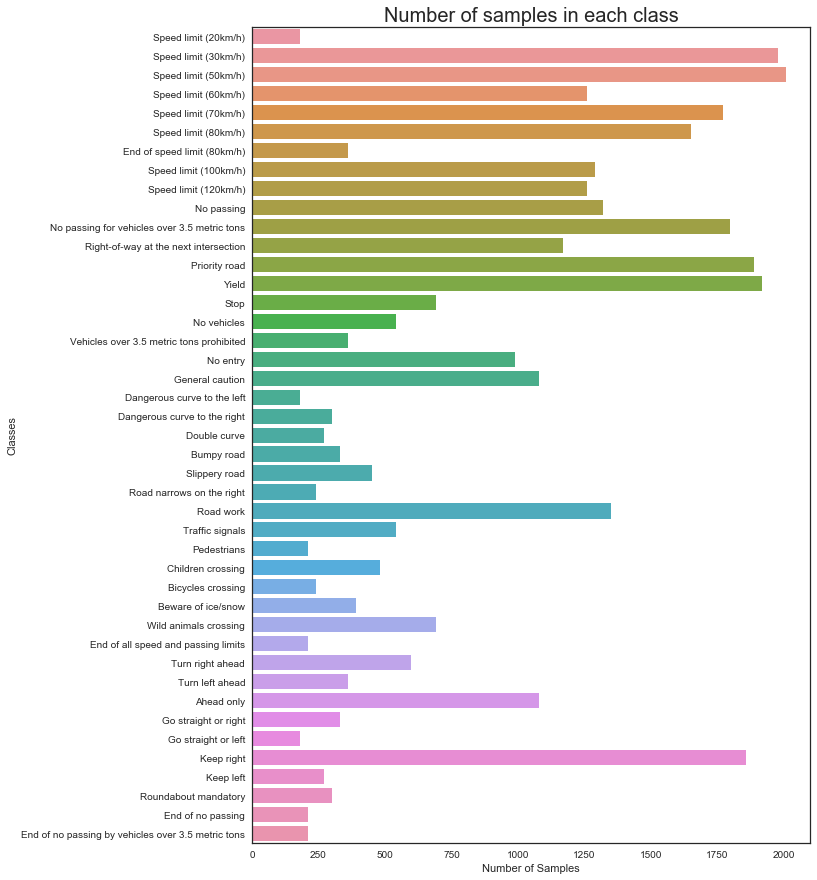 Number of samples in each class
Speed limit (20km/h)
Speed limit (30km/h)
Speed limit (50km/h)
Speed limit (60km/h)
Speed limit (70km/h)
Speed limit (80km/h)
End of speed limit (80km/h)
Speed limit (100km/h)
Speed limit (120km/h)
No passing
No passing for vehicles over 3.5 metric tons
Right-of-way at the next intersection
Priority road
Yield
Stop
No vehicles
Vehicles over 3.5 metric tons prohibited
No entry
General caution
Dangerous curve to the left
Dangerous curve to the right
Classes
Double curve
Bumpy road
Slippery road
Road narrows on the right
Road work
Traffic signals
Pedestrians
Children crossing
Bicycles crossing
Beware of ice/snow
Wild animals crossing
End of all speed and passing limits
Turn right ahead
Turn left ahead
Ahead only
Go straight or right
Go straight or left
Keep right
Keep left
Roundabout mandatory
End of no passing
End of no passing by vehicles over 3.5 metric tons
0 250 500 750 1000 1250 1500 1750 2000
Number of Samples